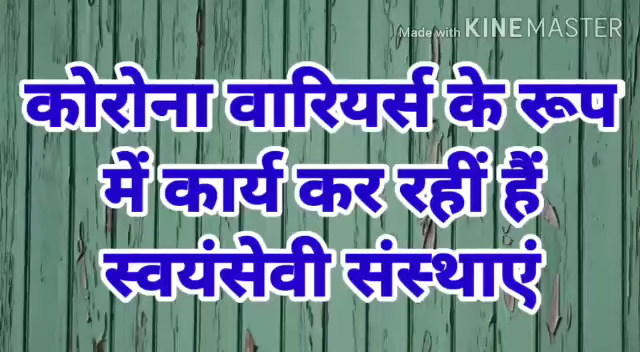 Made with KINEMASTER
कोरोना वारियर्स के रूप
में कार्य कर रहीं हैं
स्वयंसेवी संस्थाएं